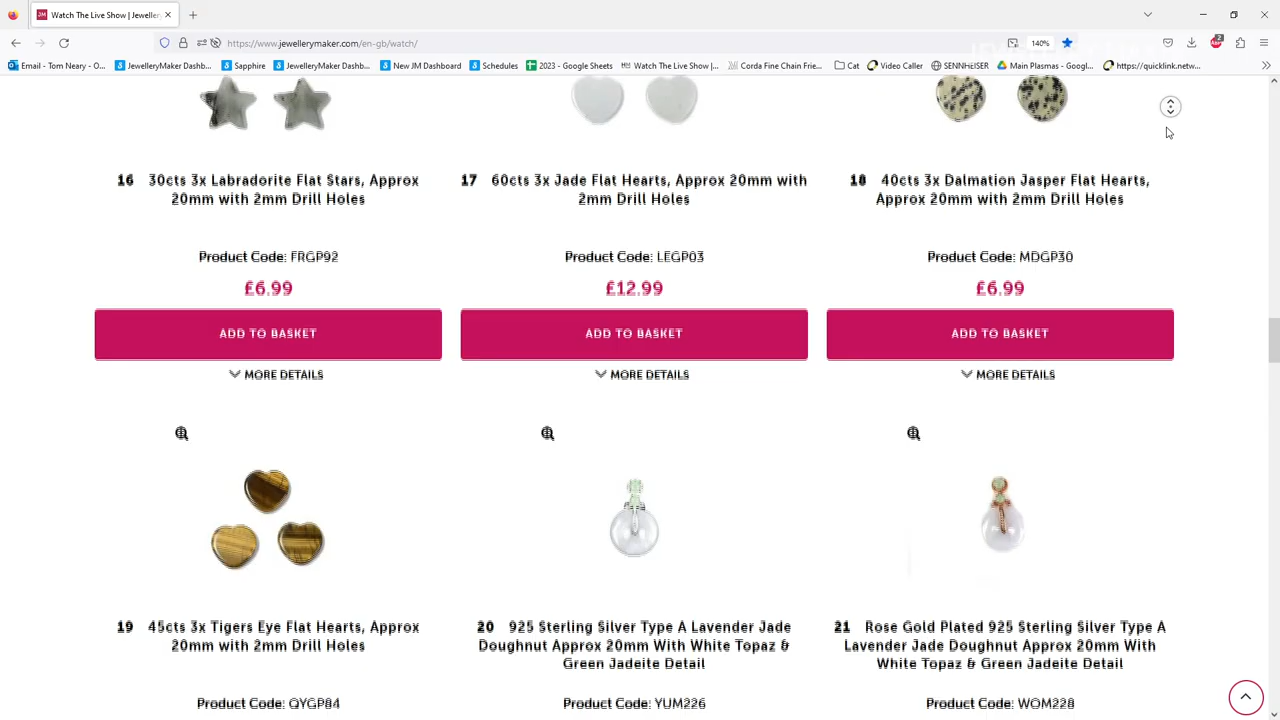 Watch The Live Show | Jeweller
https://www.jewellerymaker.com/en-gb/watch/
140%
2
Email - Tom Neary - O...
JewelleryMaker Dashb...
Sapphire
JewelleryMaker Dashb...
New JM Dashboard
Schedules
2023 - Google Sheets
Watch The Live Show |...
Corda Fine Chain Frie...
Cat
Video Caller
SENNHEISER
Main Plasmas - Googl...
https://quicklink.netw...
16 30cts 3x Labradorite Flat Stars, Approx
20mm with 2mm Drill Holes
Product Code: FRGP92
£6.99
ADD TO BASKET
MORE DETAILS
17 60cts 3x Jade Flat Hearts, Approx 20mm with
2mm Drill Holes
Product Code: LEGP03
£12.99
ADD TO BASKET
MORE DETAILS
18 40cts 3x Dalmation Jasper Flat Hearts,
Approx 20mm with 2mm Drill Holes
Product Code: MDGP30
£6.99
ADD TO BASKET
MORE DETAILS
19 45cts 3x Tigers Eye Flat Hearts, Approx
20mm with 2mm Drill Holes
Product Code: QYGP84
20 925 Sterling Silver Type A Lavender Jade
Doughnut Approx 20mm With White Topaz &
Green Jadeite Detail
Product Code: YUM226
21 Rose Gold Plated 925 Sterling Silver Type A
Lavender Jade Doughnut Approx 20mm With
White Topaz & Green Jadeite Detail
Product Code: WOM228